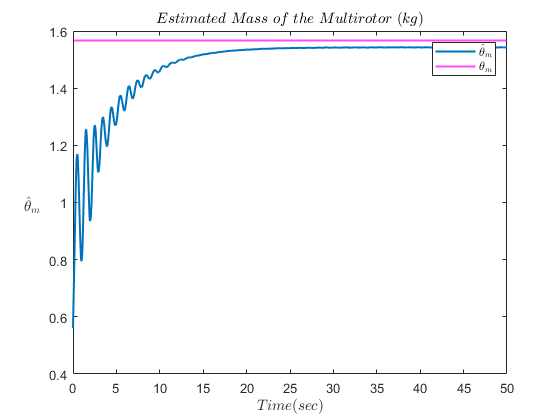 Estimated Mass of the Multirotor (kg)
1.6
1.4
1.2
1
0.8
0.6
0.4
θ̂m
θ̂m
θm
0 5 10 15 20 25 30 35 40 45 50
Time(sec)